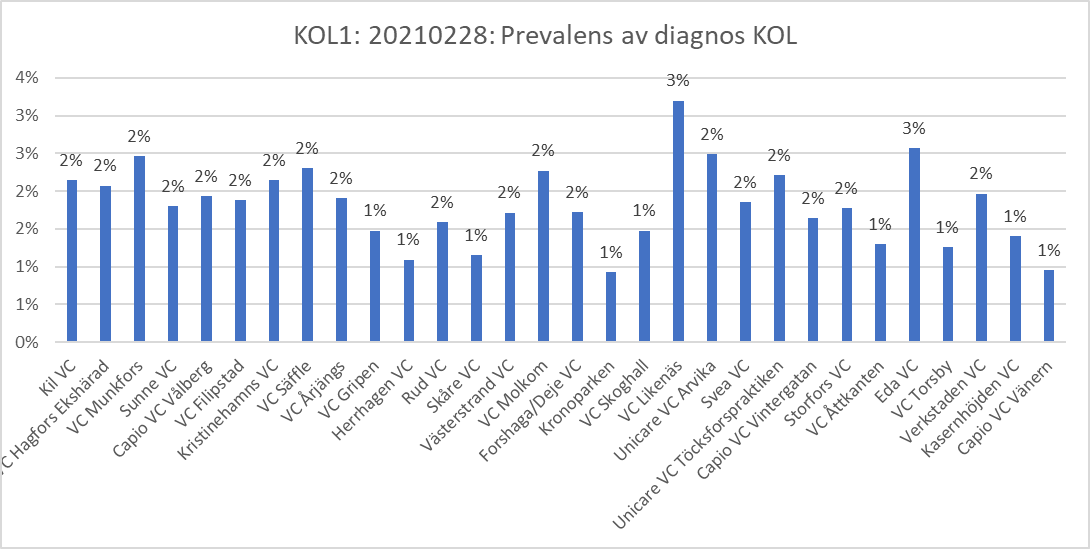 KOL1: 20210228: Prevalens av diagnos KOL
4%
3%
3%
2%
2%
1%
1%
0%
2%
2%
2%
2%
2%
2%
2%
2%
2%
1%
1%
2%
1%
2%
2%
2%
1%
1%
3%
2%
2%
2%
2%
2%
1%
3%
1%
2%
1%
1%
Kil VC
VC Hagfors Ekshärad
VC Munkfors
Sunne VC
Capio VC Vålberg
VC Filipstad
Kristinehamns VC
VC Säffle
VC Årjängs
VC Gripen
Herrhagen VC
Rud VC
Skåre VC
Västerstrand VC
VC Molkom
Forshaga/Deje VC
Kronoparken
VC Skoghall
VC Likenäs
Unicare VC Arvika
Svea VC
Unicare VC Töcksforspraktiken
Capio VC Vintergatan
Storfors VC
VC Åttkanten
Eda VC
VC Torsby
Verkstaden VC
Kasernhöjden VC
Capio VC Vänern